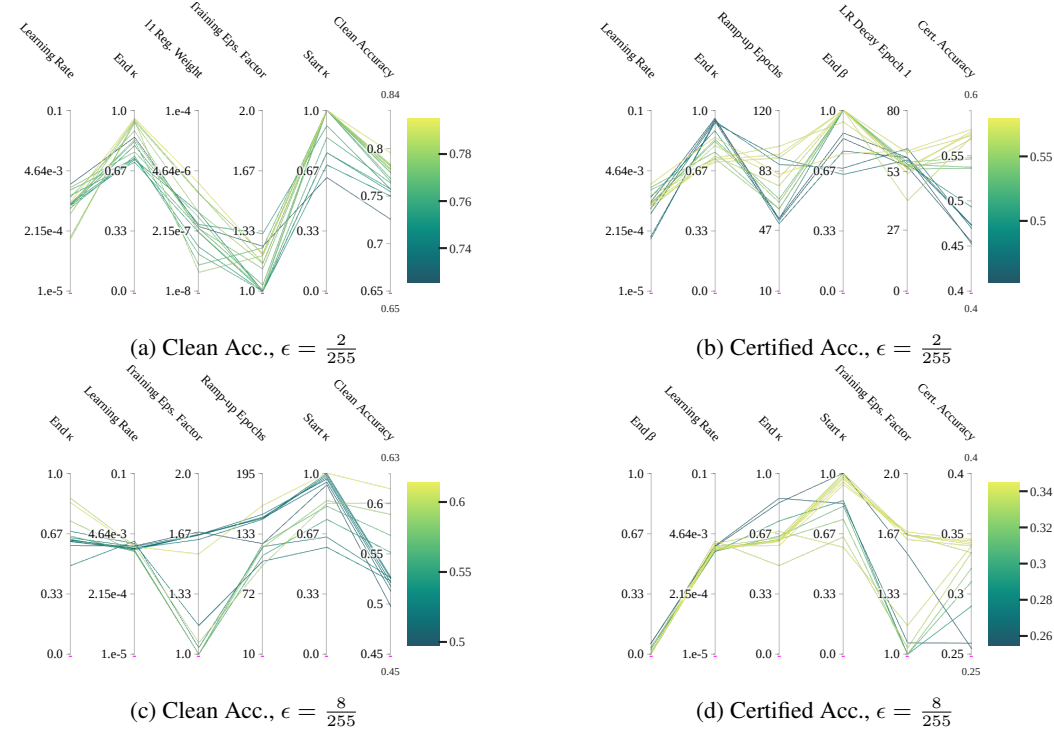 Learning Rate
End κ
l1 Reg. Weight
Training Eps. Factor
Start κ
Clean Accuracy
0.84
0.1 1.0 1.e-4 2.0 1.0
0.8
4.64e-3 0.67 4.64e-6 1.67 0.67
0.75
2.15e-4 0.33 2.15e-7 1.33 0.33
0.7
1.e-5 0.0 1.e-8 1.0 0.0 0.65
0.65
0.78
0.76
0.74
(a) Clean Acc., ϵ = 2/255
Learning Rate
End κ
Ramp-up Epochs
End β
LR Decay Epoch 1
Cert. Accuracy
0.6
0.1 1.0 120 1.0 80
0.55
4.64e-3 0.67 83 0.67 53
0.5
2.15e-4 0.33 47 0.33 27
0.45
1.e-5 0.0 10 0.0 0 0.4
0.4
0.55
0.5
(b) Certified Acc., ϵ = 2/255
End κ
Learning Rate
Training Eps. Factor
Ramp-up Epochs
Start κ
Clean Accuracy
0.63
1.0 0.1 2.0 195 1.0
0.6
0.67 4.64e-3 1.67 133 0.67
0.55
0.33 2.15e-4 1.33 72 0.33
0.5
0.0 1.e-5 1.0 10 0.0 0.45
0.45
0.6
0.55
0.5
(c) Clean Acc., ϵ = 8/255
End β
Learning Rate
End κ
Start κ
Training Eps. Factor
Cert. Accuracy
0.4
1.0 0.1 1.0 1.0 2.0 0.4
0.67 4.64e-3 0.67 0.67 1.67 0.35
0.33 2.15e-4 0.33 0.33 1.33 0.3
0.0 1.e-5 0.0 0.0 1.0 0.25
0.25
0.34
0.32
0.3
0.28
0.26
(d) Certified Acc., ϵ = 8/255